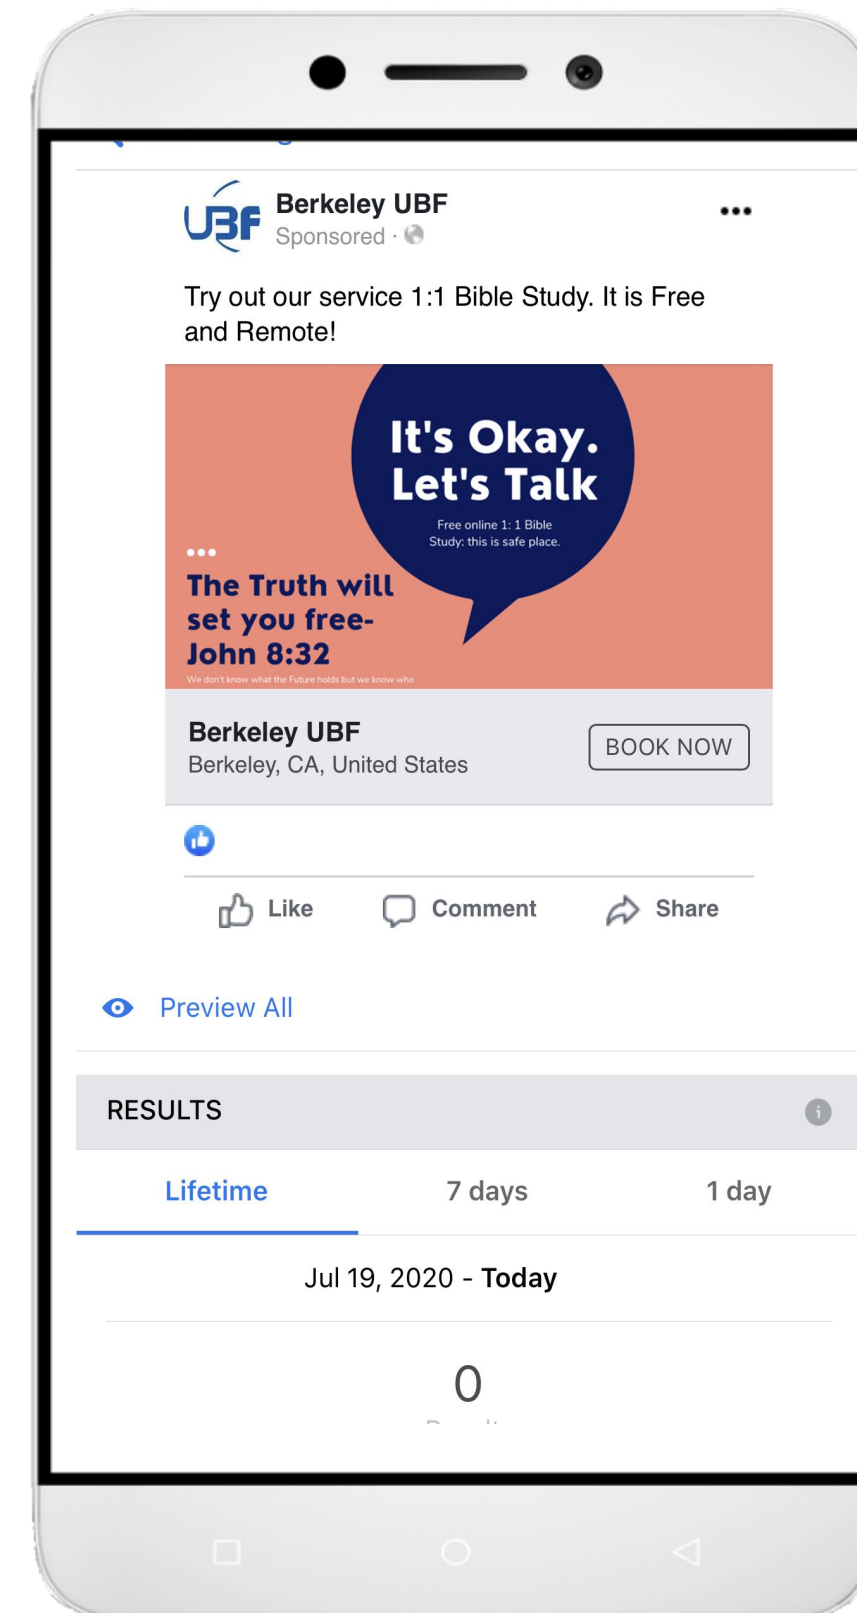 UBF
Berkeley UBF
Sponsored ·
Try out our service 1:1 Bible Study. It is Free
and Remote!
It's Okay.
Let's Talk
Free online 1: 1 Bible
Study: this is safe place.
The Truth will
set you free-
John 8:32
We don't know what the Future holds but we know who
Berkeley UBF
Berkeley, CA, United States
BOOK NOW
Like Comment Share
Preview All
RESULTS
Lifetime 7 days 1 day
Jul 19, 2020 - Today
0